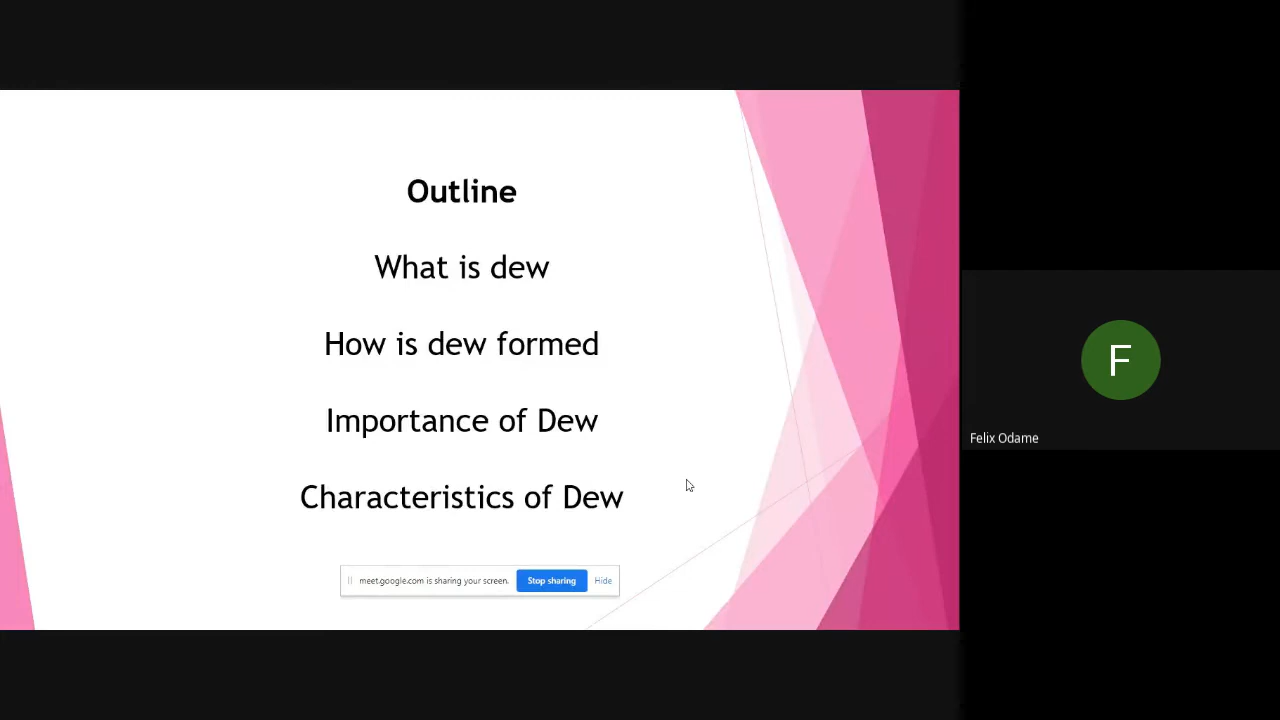 Outline
What is dew
How is dew formed
Importance of Dew
Characteristics of Dew
meet.google.com is sharing your screen. Stop sharing Hide
F
Felix Odame